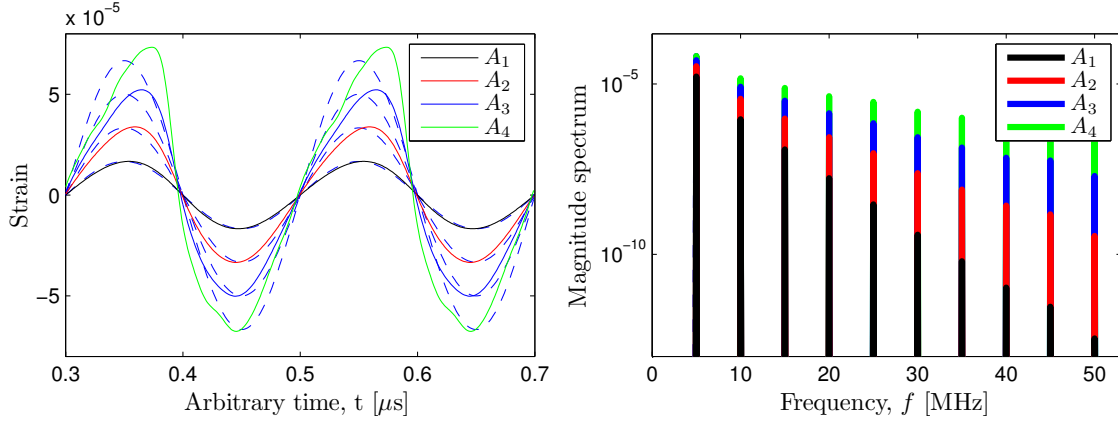 x 10⁻⁵
5
0
−5
Strain
0.3 0.4 0.5 0.6 0.7
Arbitrary time, t [μs]
A₁
A₂
A₃
A₄
10⁻⁵
10⁻¹⁰
Magnitude spectrum
0 10 20 30 40 50
Frequency, f [MHz]
A₁
A₂
A₃
A₄